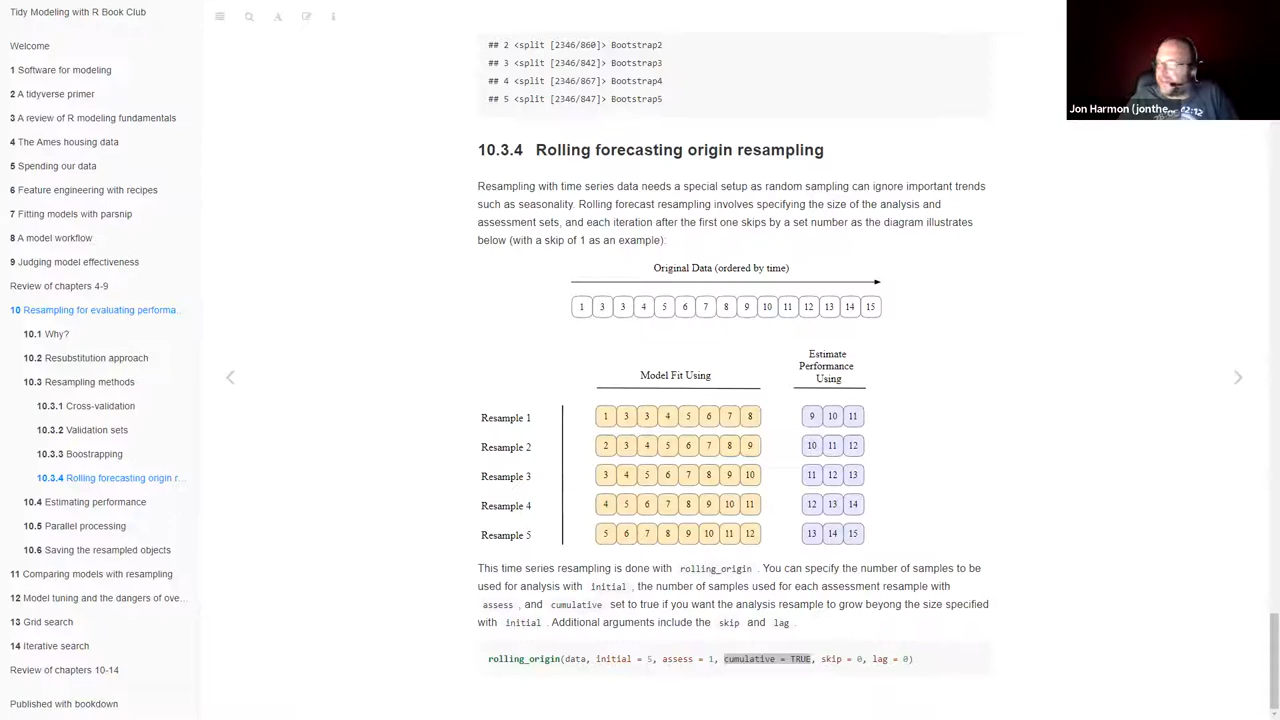 Tidy Modeling with R Book Club
Welcome
1 Software for modeling
2 A tidyverse primer
3 A review of R modeling fundamentals
4 The Ames housing data
5 Spending our data
6 Feature engineering with recipes
7 Fitting models with parsnip
8 A model workflow
9 Judging model effectiveness
Review of chapters 4-9
10 Resampling for evaluating performa...
10.1 Why?
10.2 Resubstitution approach
10.3 Resampling methods
10.3.1 Cross-validation
10.3.2 Validation sets
10.3.3 Boostrapping
10.3.4 Rolling forecasting origin r...
10.4 Estimating performance
10.5 Parallel processing
10.6 Saving the resampled objects
11 Comparing models with resampling
12 Model tuning and the dangers of ove...
13 Grid search
14 Iterative search
Review of chapters 10-14
Published with bookdown
## 2 <split [2346/860]> Bootstrap2
## 3 <split [2346/842]> Bootstrap3
## 4 <split [2346/867]> Bootstrap4
## 5 <split [2346/847]> Bootstrap5
10.3.4 Rolling forecasting origin resampling
Resampling with time series data needs a special setup as random sampling can ignore important trends
such as seasonality. Rolling forecast resampling involves specifying the size of the analysis and
assessment sets, and each iteration after the first one skips by a set number as the diagram illustrates
below (with a skip of 1 as an example):
Original Data (ordered by time)
1 3 3 4 5 6 7 8 9 10 11 12 13 14 15
Model Fit Using
Estimate
Performance
Using
Resample 1 1 3 3 4 5 6 7 8 9 10 11
Resample 2 2 3 4 5 6 7 8 9 10 11 12
Resample 3 3 4 5 6 7 8 9 10 11 12 13
Resample 4 4 5 6 7 8 9 10 11 12 13 14
Resample 5 5 6 7 8 9 10 11 12 13 14 15
This time series resampling is done with rolling_origin . You can specify the number of samples to be
used for analysis with initial , the number of samples used for each assessment resample with
assess , and cumulative set to true if you want the analysis resample to grow beyong the size specified
with initial . Additional arguments include the skip and lag .
rolling_origin(data, initial = 5, assess = 1, cumulative = TRUE, skip = 0, lag = 0)
Jon Harmon (jonthe...